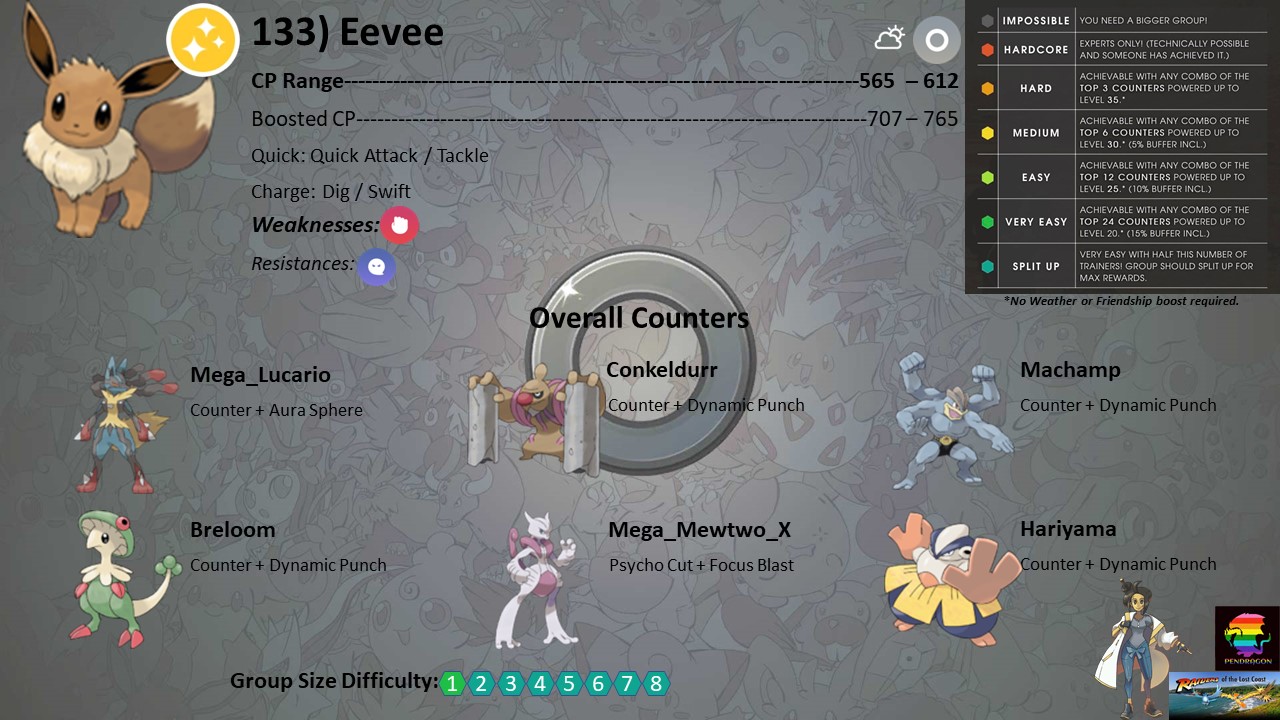 133) Eevee
CP Range--------------------------------------------------------------------------------565 – 612
Boosted CP--------------------------------------------------------------------------------707 – 765
Quick: Quick Attack / Tackle
Charge: Dig / Swift
Weaknesses:
Resistances:
IMPOSSIBLE YOU NEED A BIGGER GROUP!
HARDCORE EXPERTS ONLY! (TECHNICALLY POSSIBLE
AND SOMEONE HAS ACHIEVED IT.)
HARD ACHIEVABLE WITH ANY COMBO OF THE
TOP 3 COUNTERS POWERED UP TO
LEVEL 35.*
MEDIUM ACHIEVABLE WITH ANY COMBO OF THE
TOP 6 COUNTERS POWERED UP TO
LEVEL 30.* (5% BUFFER INCL.)
EASY ACHIEVABLE WITH ANY COMBO OF THE
TOP 12 COUNTERS POWERED UP TO
LEVEL 25.* (10% BUFFER INCL.)
VERY EASY ACHIEVABLE WITH ANY COMBO OF THE
TOP 24 COUNTERS POWERED UP TO
LEVEL 20.* (15% BUFFER INCL.)
SPLIT UP VERY EASY WITH HALF THIS NUMBER OF
TRAINERS! GROUP SHOULD SPLIT UP FOR
MAX REWARDS.
*No Weather or Friendship boost required.
Overall Counters
Mega_Lucario
Counter + Aura Sphere
Conkeldurr
Counter + Dynamic Punch
Machamp
Counter + Dynamic Punch
Breloom
Counter + Dynamic Punch
Mega_Mewtwo_X
Psycho Cut + Focus Blast
Hariyama
Counter + Dynamic Punch
Group Size Difficulty: 1 2 3 4 5 6 7 8
PENDRAGON
RAIDERS of the Lost Coast